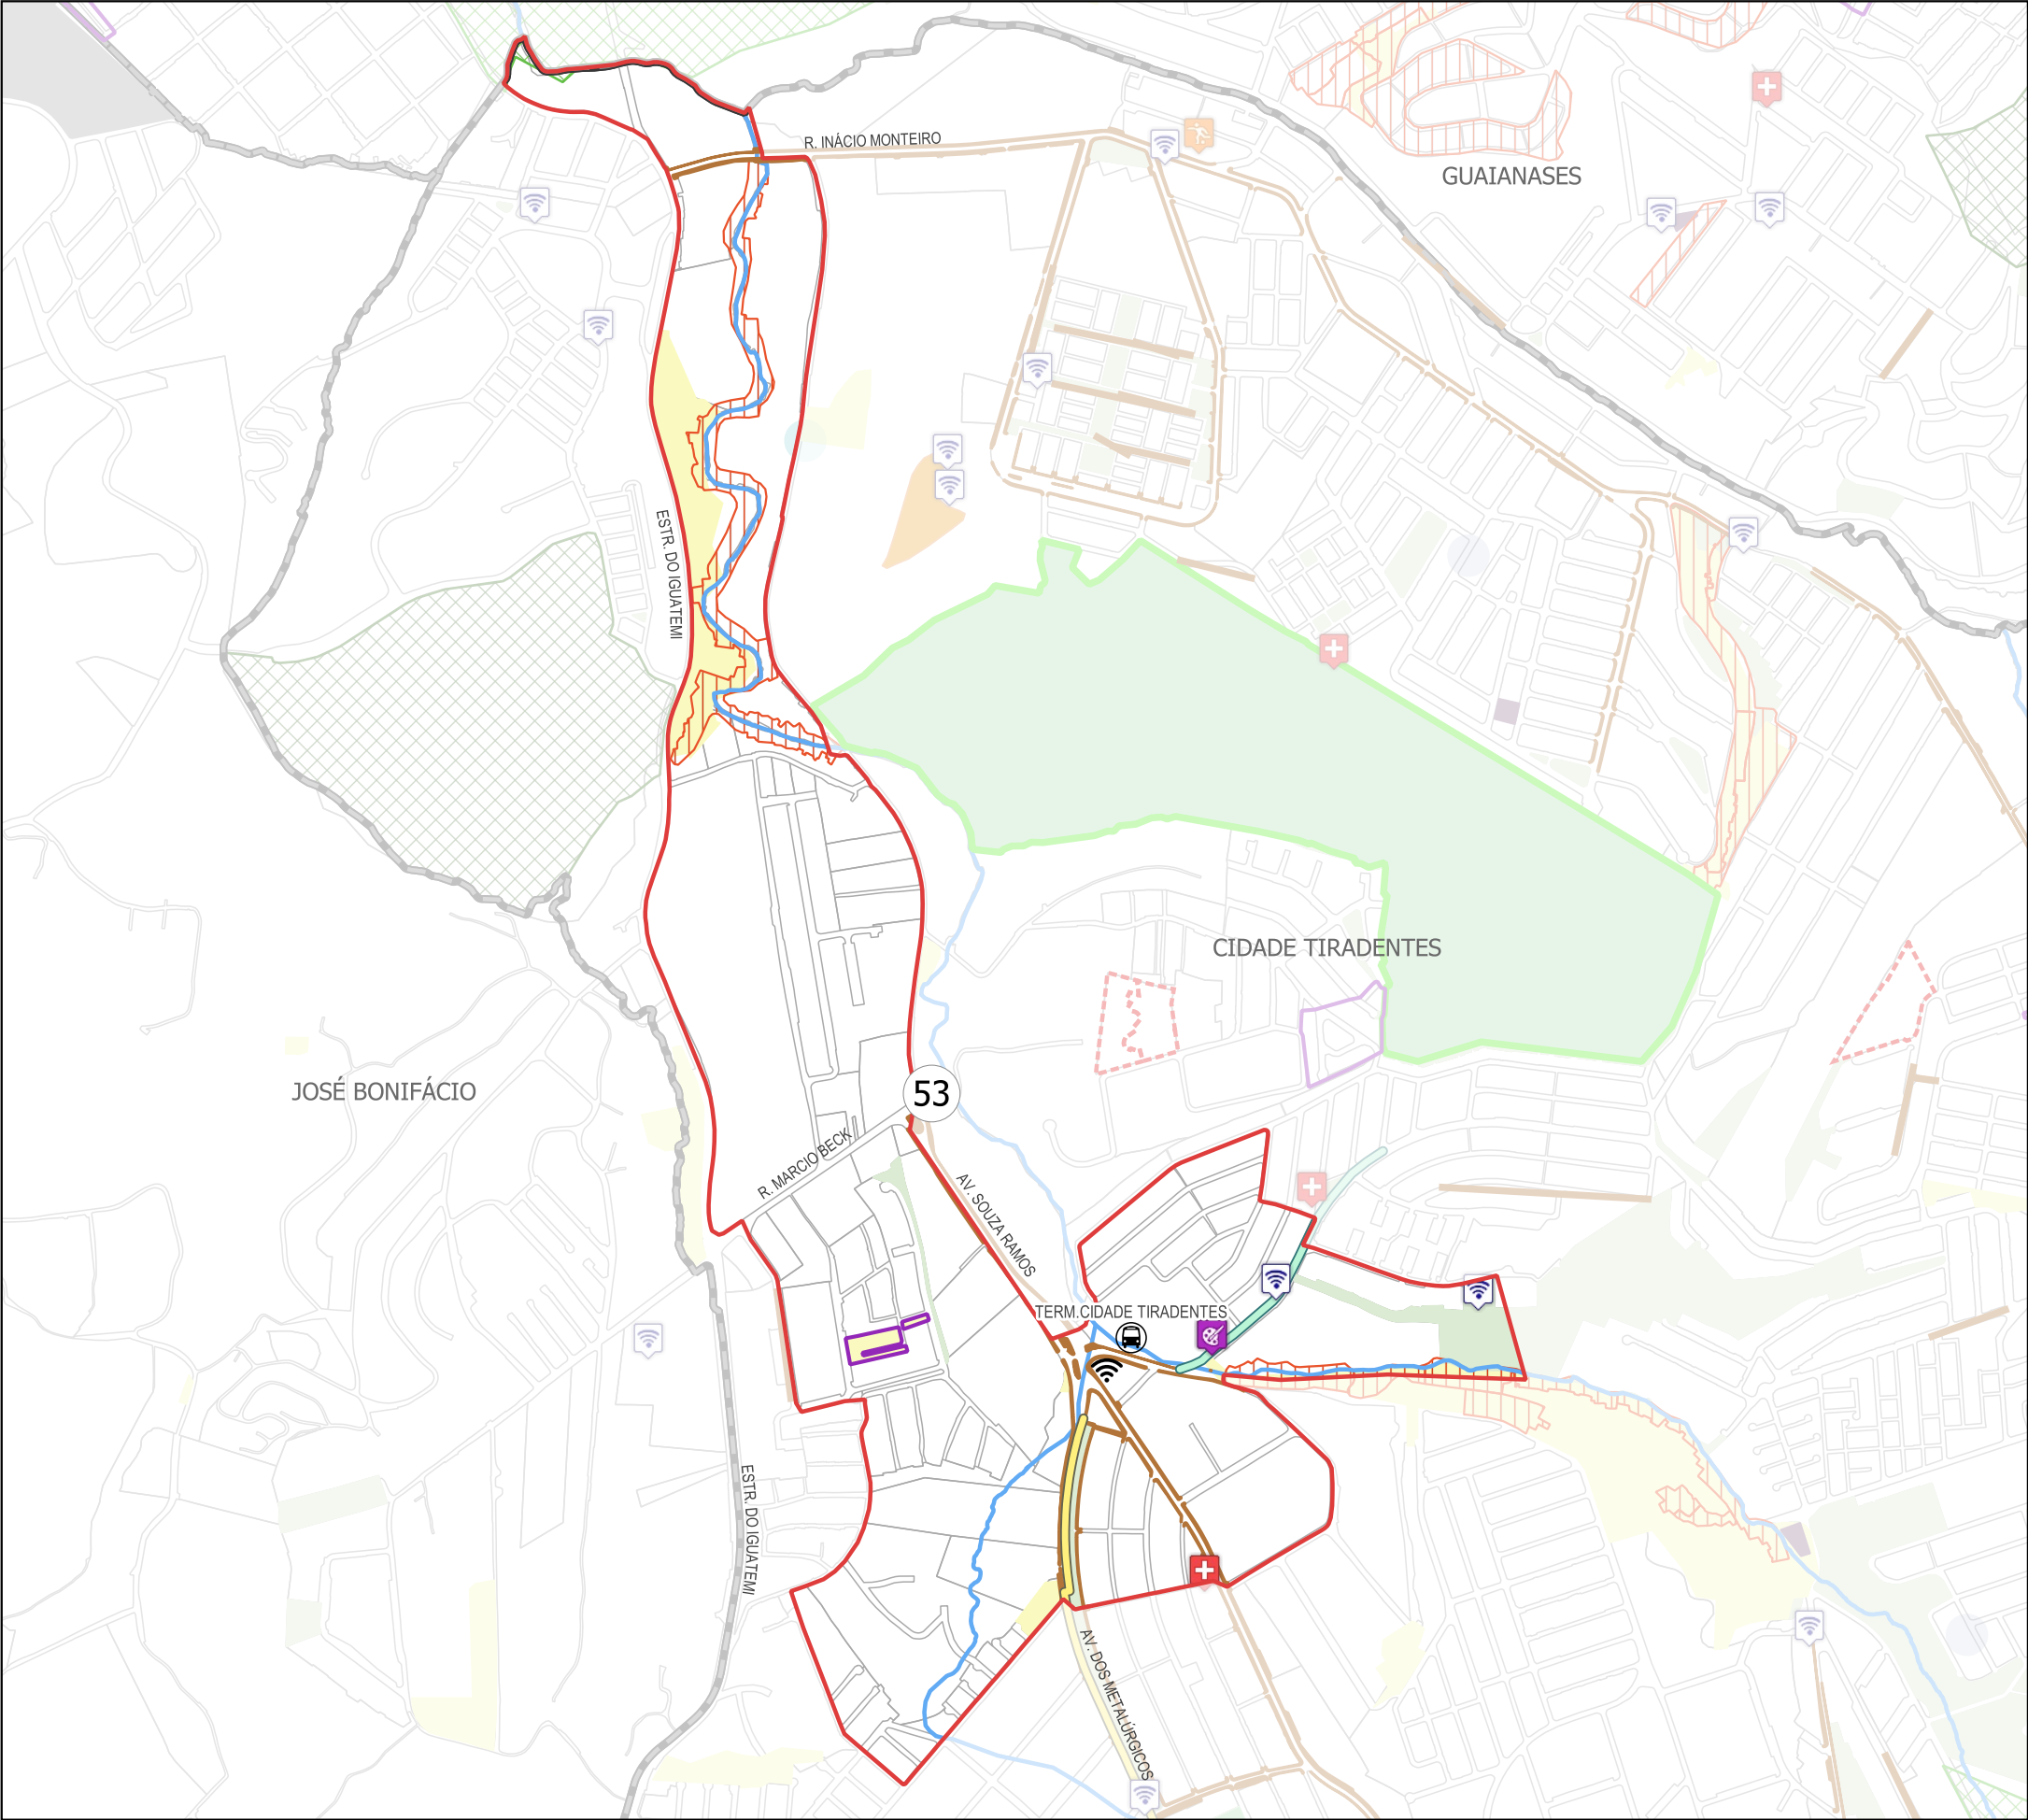 R. INÁCIO MONTEIRO
GUAIANASES
ESTR. DO IGUATEMI
CIDADE TIRADENTES
JOSÉ BONIFÁCIO
53
R. MARCIO BECK
AV. SOUZA RAMOS
TERM.CIDADE TIRADENTES
ESTR. DO IGUATEMI
AV. DOS METALÚRGICOS